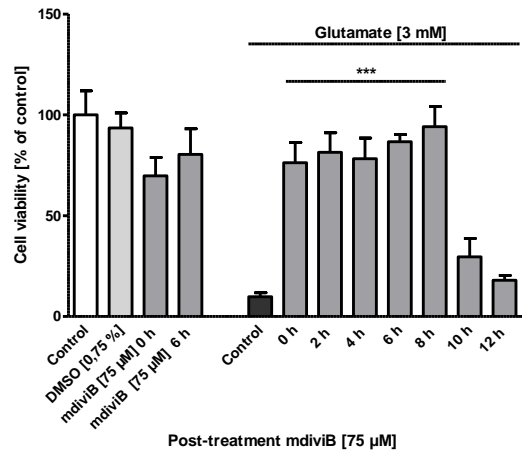 Glutamate [3 mM]
***
Cell viability [% of control]
150
100
50
0
Control
DMSO [0,75 %]
mdiviB [75 µM] 0 h
mdiviB [75 µM] 6 h
Control
0 h
2 h
4 h
6 h
8 h
10 h
12 h
Post-treatment mdiviB [75 µM]